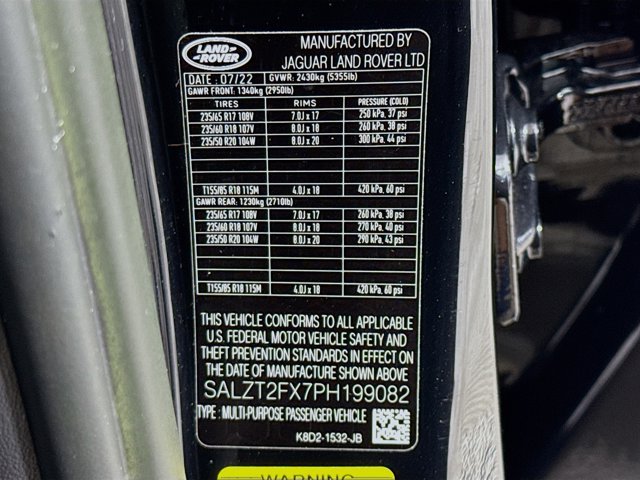 LAND ROVER
MANUFACTURED BY
JAGUAR LAND ROVER LTD
DATE : 07/22 GVWR: 2430kg (5355lb)
GAWR FRONT: 1340kg (2950lb)
TIRES RIMS PRESSURE (COLD)
235/65 R17 108V 7.0J x 17 250 kPa, 37 psi
235/60 R18 107V 8.0J x 18 260 kPa, 38 psi
235/50 R20 104W 8.0J x 20 300 kPa, 44 psi
T155/85 R18 115M 4.0J x 18 420 kPa, 60 psi
GAWR REAR: 1230kg (2710lb)
235/65 R17 108V 7.0J x 17 260 kPa, 38 psi
235/60 R18 107V 8.0J x 18 270 kPa, 40 psi
235/50 R20 104W 8.0J x 20 290 kPa, 43 psi
T155/85 R18 115M 4.0J x 18 420 kPa, 60 psi
THIS VEHICLE CONFORMS TO ALL APPLICABLE
U.S. FEDERAL MOTOR VEHICLE SAFETY AND
THEFT PREVENTION STANDARDS IN EFFECT ON
THE DATE OF MANUFACTURE SHOWN ABOVE
SALZT2FX7PH199082
TYPE : MULTI-PURPOSE PASSENGER VEHICLE
K8D2-1532-JB
WARNING